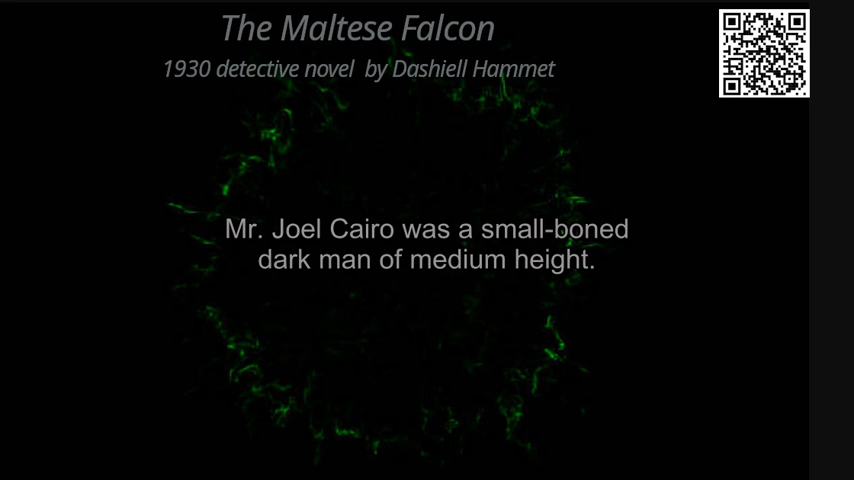 The Maltese Falcon
1930 detective novel  by Dashiell Hammet
Mr. Joel Cairo was a small-boned
dark man of medium height.